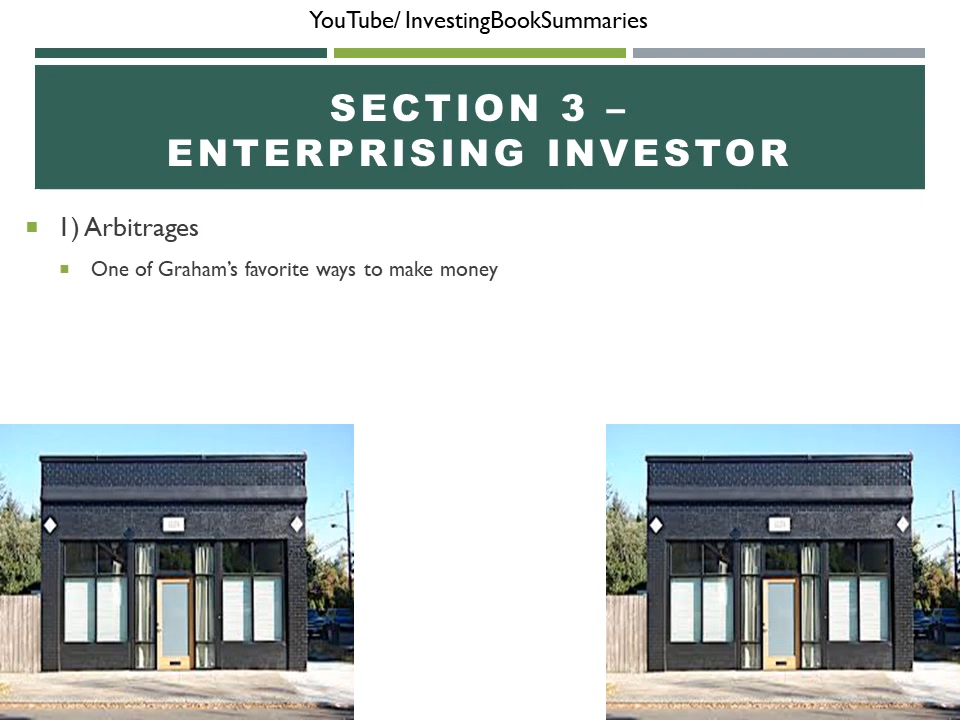 YouTube/ InvestingBookSummaries
SECTION 3 –
ENTERPRISING INVESTOR
1) Arbitrages
One of Graham’s favorite ways to make money